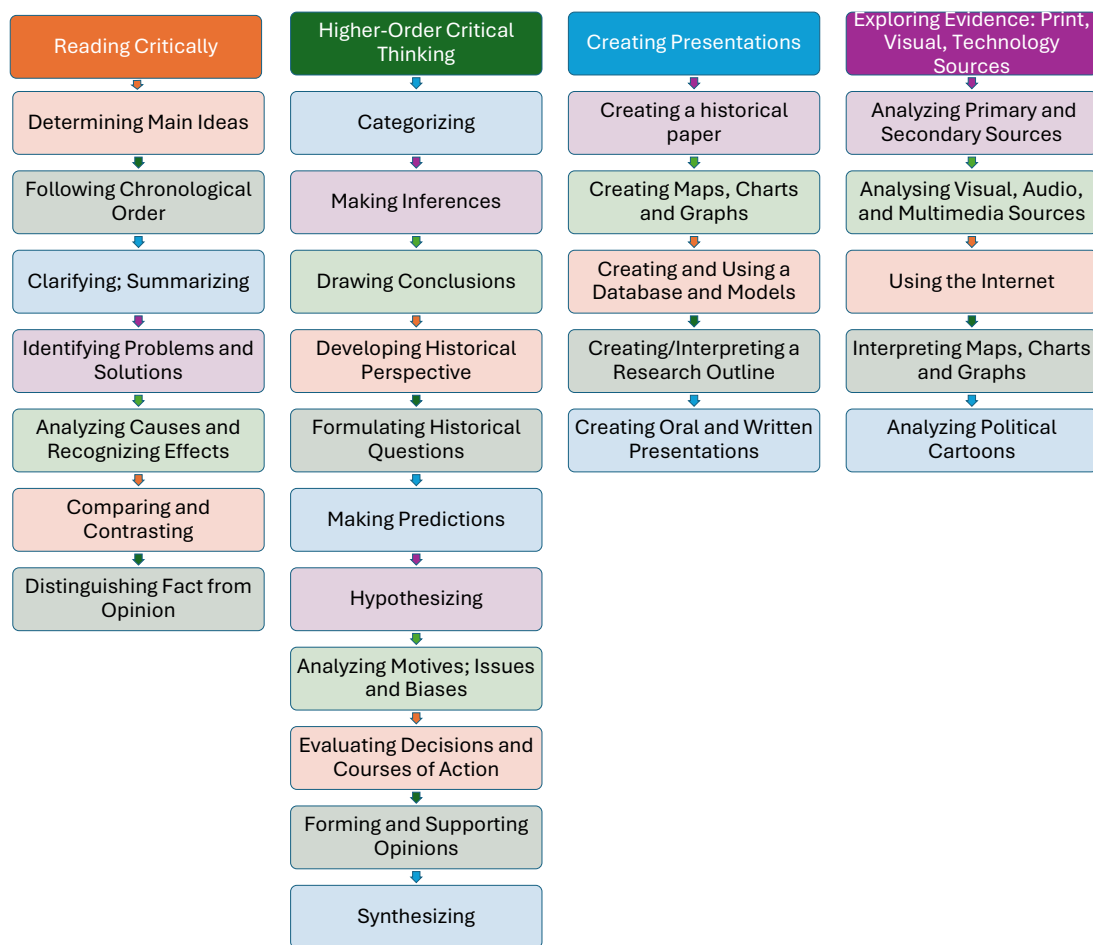 Reading Critically
Determining Main Ideas
Following Chronological
Order
Clarifying; Summarizing
Identifying Problems and
Solutions
Analyzing Causes and
Recognizing Effects
Comparing and
Contrasting
Distinguishing Fact from
Opinion
Higher-Order Critical
Thinking
Categorizing
Making Inferences
Drawing Conclusions
Developing Historical
Perspective
Formulating Historical
Questions
Making Predictions
Hypothesizing
Analyzing Motives; Issues
and Biases
Evaluating Decisions and
Courses of Action
Forming and Supporting
Opinions
Synthesizing
Creating Presentations
Creating a historical
paper
Creating Maps, Charts
and Graphs
Creating and Using a
Database and Models
Creating/Interpreting a
Research Outline
Creating Oral and Written
Presentations
Exploring Evidence: Print,
Visual, Technology
Sources
Analyzing Primary and
Secondary Sources
Analysing Visual, Audio,
and Multimedia Sources
Using the Internet
Interpreting Maps, Charts
and Graphs
Analyzing Political
Cartoons